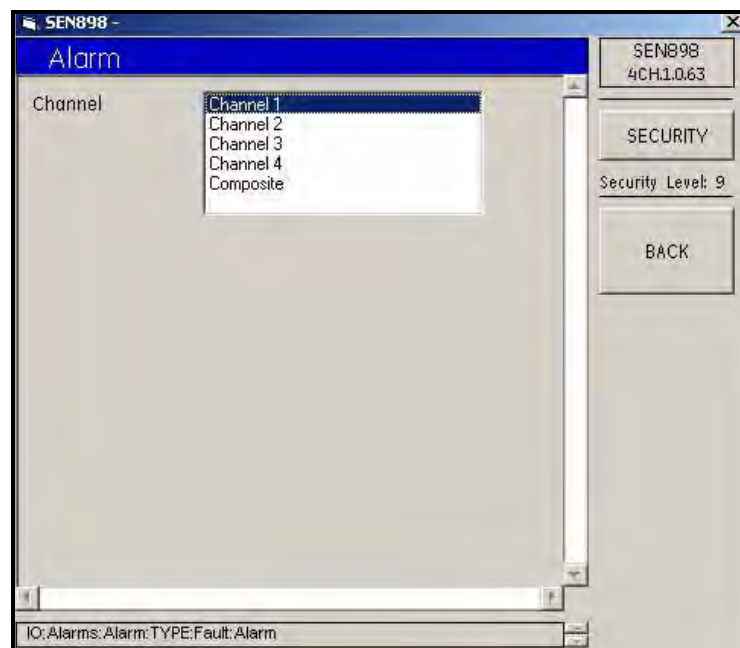 SEN898 -
Alarm
Channel
Channel 1
Channel 2
Channel 3
Channel 4
Composite
SEN898
4CH.1.0.63
SECURITY
Security Level: 9
BACK
IO:Alarms:Alarm:TYPE:Fault:Alarm